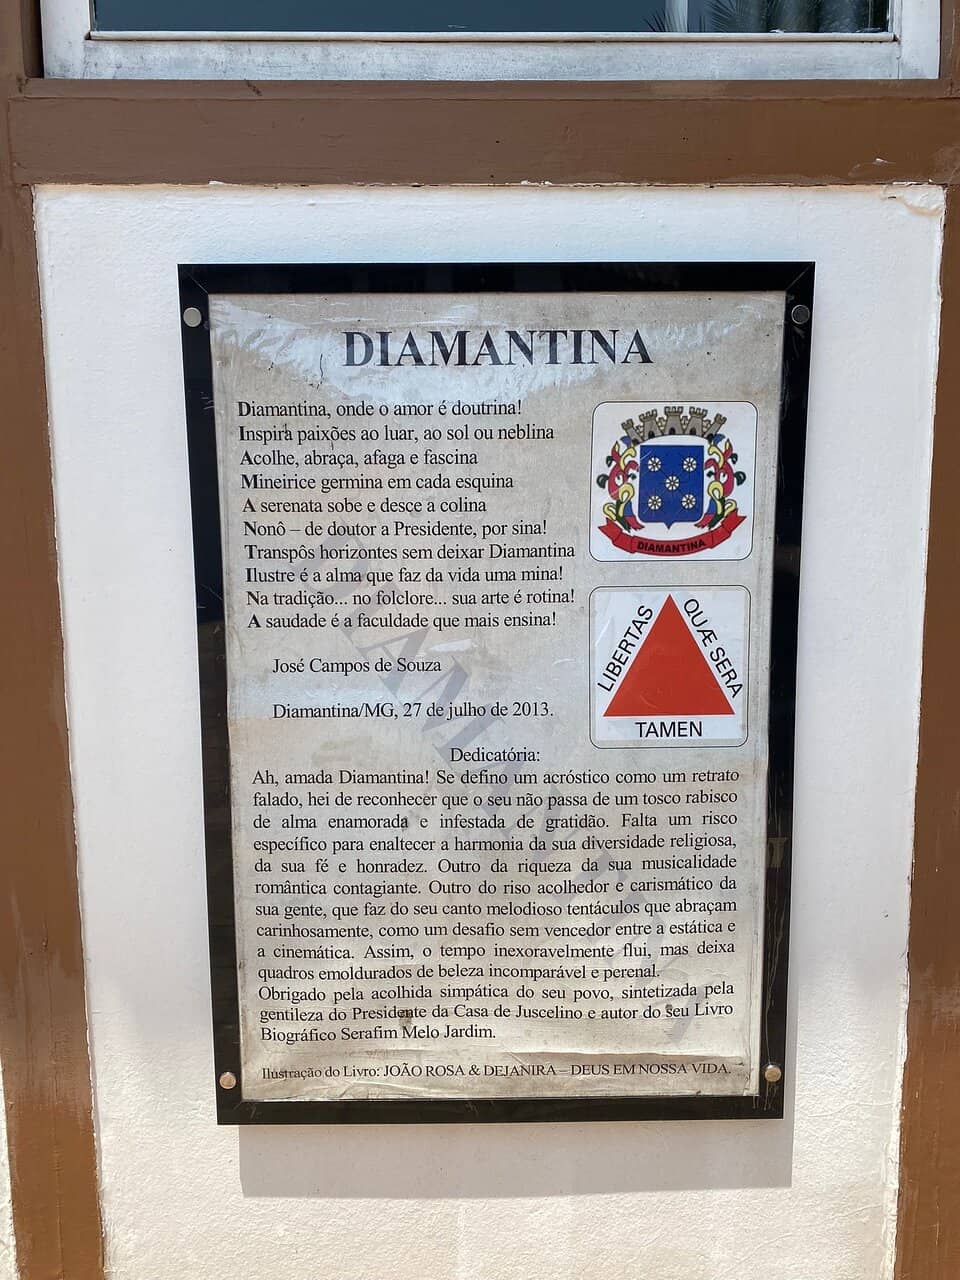 DIAMANTINA
Diamantina, onde o amor é doutrina!
Inspira paixões ao luar, ao sol ou neblina
Acolhe, abraça, afaga e fascina
Mineirice germina em cada esquina
A serenata sobe e desce a colina
Nonô – de doutor a Presidente, por sina!
Transpôs horizontes sem deixar Diamantina
Ilustre é a alma que faz da vida uma mina!
Na tradição... no folclore... sua arte é rotina!
A saudade é a faculdade que mais ensina!
José Campos de Souza
Diamantina/MG, 27 de julho de 2013.
DIAMANTINA
LIBERTAS QUÆ SERA
TAMEN
Dedicatória:
Ah, amada Diamantina! Se defino um acróstico como um retrato
falado, hei de reconhecer que o seu não passa de um tosco rabisco
de alma enamorada e infestada de gratidão. Falta um risco
específico para enaltecer a harmonia da sua diversidade religiosa,
da sua fé e honradez. Outro da riqueza da sua musicalidade
romântica contagiante. Outro do riso acolhedor e carismático da
sua gente, que faz do seu canto melodioso tentáculos que abraçam
carinhosamente, como um desafio sem vencedor entre a estática e
a cinemática. Assim, o tempo inexoravelmente flui, mas deixa
quadros emoldurados de beleza incomparável e perenal.
Obrigado pela acolhida simpática do seu povo, sintetizada pela
gentileza do Presidente da Casa de Juscelino e autor do seu Livro
Biográfico Serafim Melo Jardim.
Ilustração do Livro: JOÃO ROSA & DEJANIRA – DEUS EM NOSSA VIDA.
DIAMANTINA